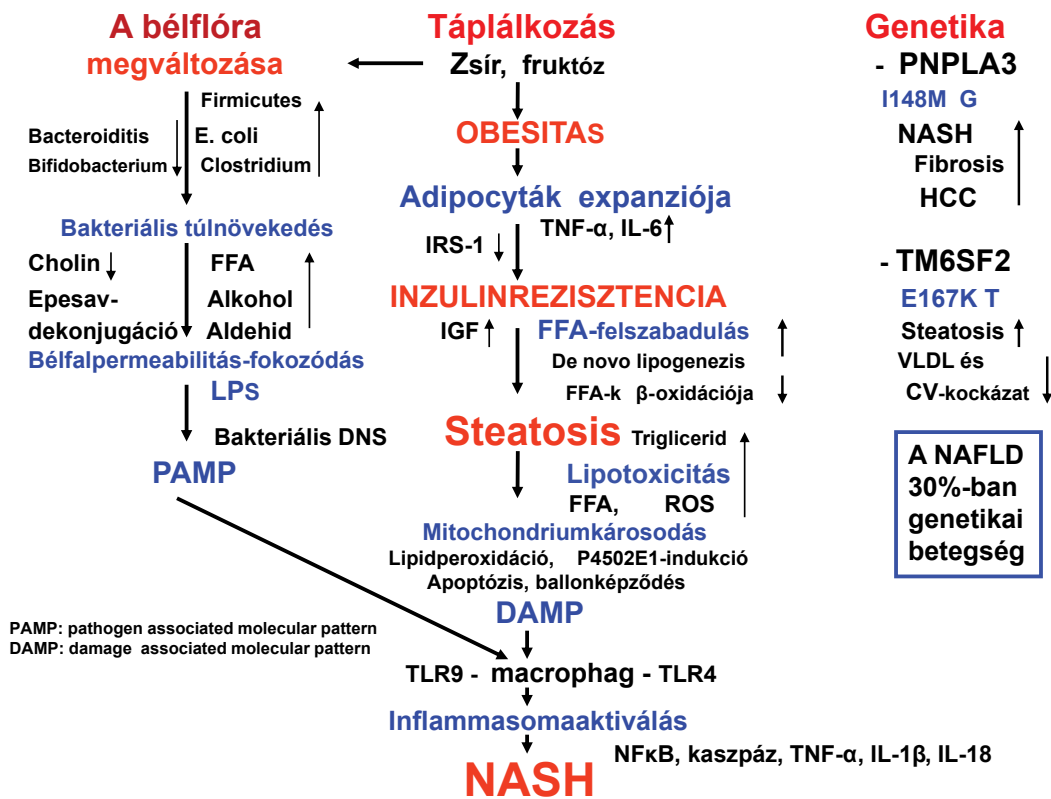 A bélflóra
megváltozása
Firmicutes
Bacteroiditis E. coli
Bifidobacterium Clostridium
Bakteriális túlnövekedés
Cholin FFA
Epesav- Alkohol
dekonjugáció Aldehid
Bélfalpermeabilitás-fokozódás
LPS
Bakteriális DNS
PAMP
PAMP: pathogen associated molecular pattern
DAMP: damage associated molecular pattern
Táplálkozás
Zsír, fruktóz
OBESITAS
Adipocyták expanziója
TNF-α, IL-6
IRS-1
INZULINREZISZTENCIA
IGF FFA-felszabadulás
De novo lipogenezis
FFA-k β-oxidációja
Steatosis Triglicerid
Lipotoxicitás
FFA, ROS
Mitochondriumkárosodás
Lipidperoxidáció, P4502E1-indukció
Apoptózis, ballonképződés
DAMP
TLR9 - macrophag - TLR4
Inflammasomaaktiválás
NFκB, kaszpáz, TNF-α, IL-1β, IL-18
NASH
Genetika
- PNPLA3
I148M G
NASH
Fibrosis
HCC
- TM6SF2
E167K T
Steatosis
VLDL és
CV-kockázat
A NAFLD
30%-ban
genetikai
betegség